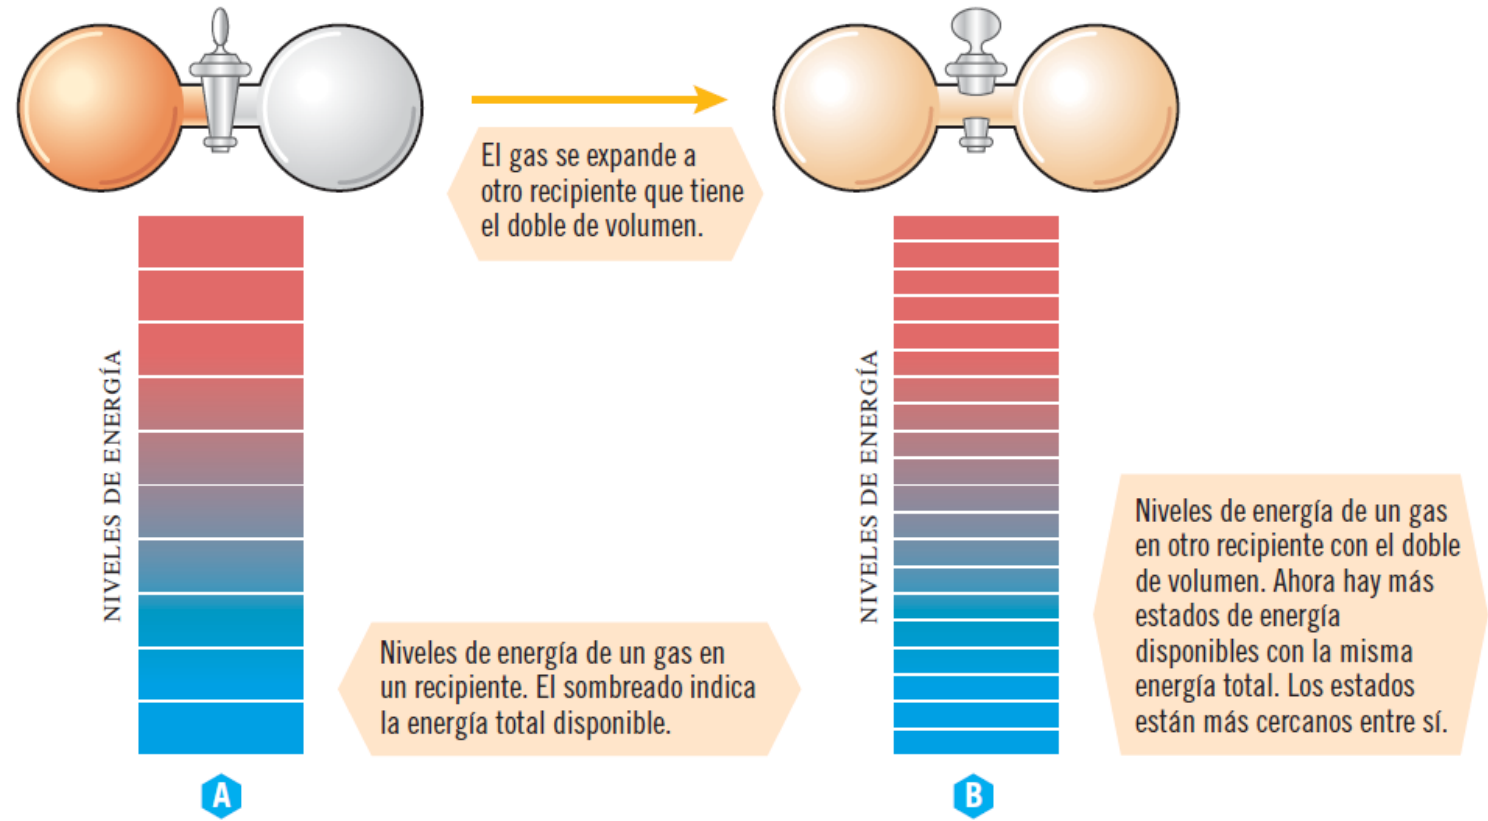 El gas se expande a
otro recipiente que tiene
el doble de volumen.
NIVELES DE ENERGÍA
Niveles de energía de un gas en
un recipiente. El sombreado indica
la energía total disponible.
A
NIVELES DE ENERGÍA
Niveles de energía de un gas
en otro recipiente con el doble
de volumen. Ahora hay más
estados de energía
disponibles con la misma
energía total. Los estados
están más cercanos entre sí.
B